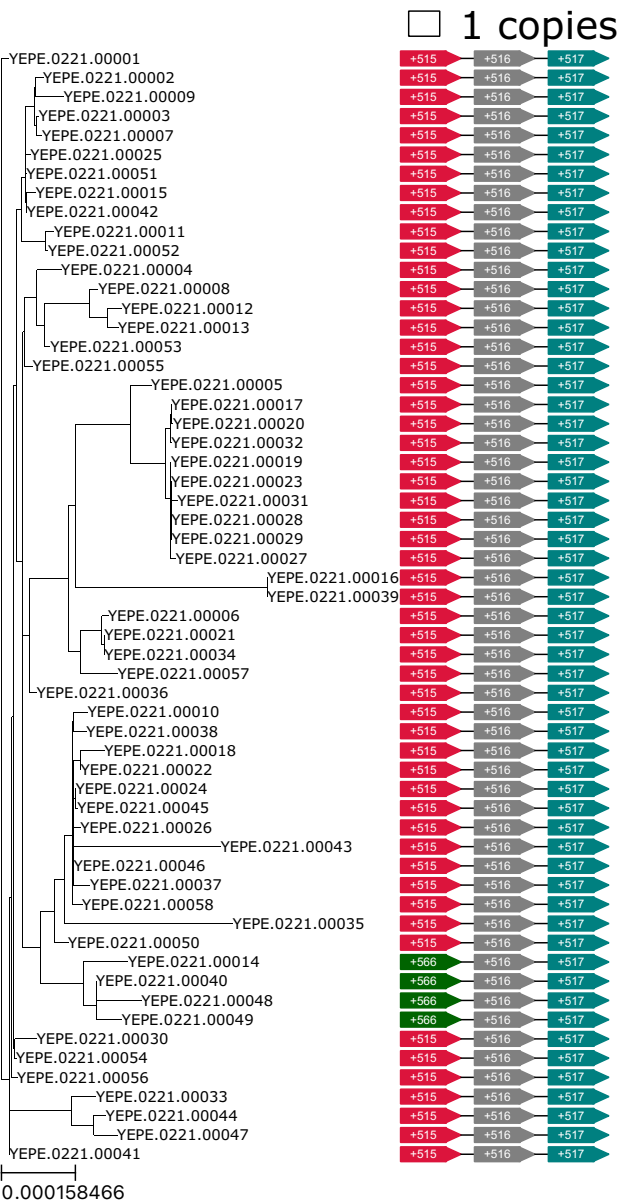 1 copies
YEPE.0221.00001 +515 +516 +517
YEPE.0221.00002 +515 +516 +517
YEPE.0221.00009 +515 +516 +517
YEPE.0221.00003 +515 +516 +517
YEPE.0221.00007 +515 +516 +517
YEPE.0221.00025 +515 +516 +517
YEPE.0221.00051 +515 +516 +517
YEPE.0221.00015 +515 +516 +517
YEPE.0221.00042 +515 +516 +517
YEPE.0221.00011 +515 +516 +517
YEPE.0221.00052 +515 +516 +517
YEPE.0221.00004 +515 +516 +517
YEPE.0221.00008 +515 +516 +517
YEPE.0221.00012 +515 +516 +517
YEPE.0221.00013 +515 +516 +517
YEPE.0221.00053 +515 +516 +517
YEPE.0221.00055 +515 +516 +517
YEPE.0221.00005 +515 +516 +517
YEPE.0221.00017 +515 +516 +517
YEPE.0221.00020 +515 +516 +517
YEPE.0221.00032 +515 +516 +517
YEPE.0221.00019 +515 +516 +517
YEPE.0221.00023 +515 +516 +517
YEPE.0221.00031 +515 +516 +517
YEPE.0221.00028 +515 +516 +517
YEPE.0221.00029 +515 +516 +517
YEPE.0221.00027 +515 +516 +517
YEPE.0221.00016 +515 +516 +517
YEPE.0221.00039 +515 +516 +517
YEPE.0221.00006 +515 +516 +517
YEPE.0221.00021 +515 +516 +517
YEPE.0221.00034 +515 +516 +517
YEPE.0221.00057 +515 +516 +517
YEPE.0221.00036 +515 +516 +517
YEPE.0221.00010 +515 +516 +517
YEPE.0221.00038 +515 +516 +517
YEPE.0221.00018 +515 +516 +517
YEPE.0221.00022 +515 +516 +517
YEPE.0221.00024 +515 +516 +517
YEPE.0221.00045 +515 +516 +517
YEPE.0221.00026 +515 +516 +517
YEPE.0221.00043 +515 +516 +517
YEPE.0221.00046 +515 +516 +517
YEPE.0221.00037 +515 +516 +517
YEPE.0221.00058 +515 +516 +517
YEPE.0221.00035 +515 +516 +517
YEPE.0221.00050 +515 +516 +517
YEPE.0221.00014 +566 +516 +517
YEPE.0221.00040 +566 +516 +517
YEPE.0221.00048 +566 +516 +517
YEPE.0221.00049 +566 +516 +517
YEPE.0221.00030 +515 +516 +517
YEPE.0221.00054 +515 +516 +517
YEPE.0221.00056 +515 +516 +517
YEPE.0221.00033 +515 +516 +517
YEPE.0221.00044 +515 +516 +517
YEPE.0221.00047 +515 +516 +517
YEPE.0221.00041 +515 +516 +517
0.000158466